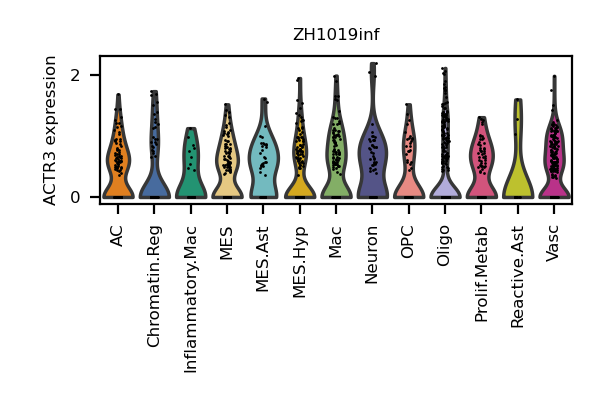 ZH1019inf
ACTR3 expression
2
0
AC
Chromatin.Reg
Inflammatory.Mac
MES
MES.Ast
MES.Hyp
Mac
Neuron
OPC
Oligo
Prolif.Metab
Reactive.Ast
Vasc